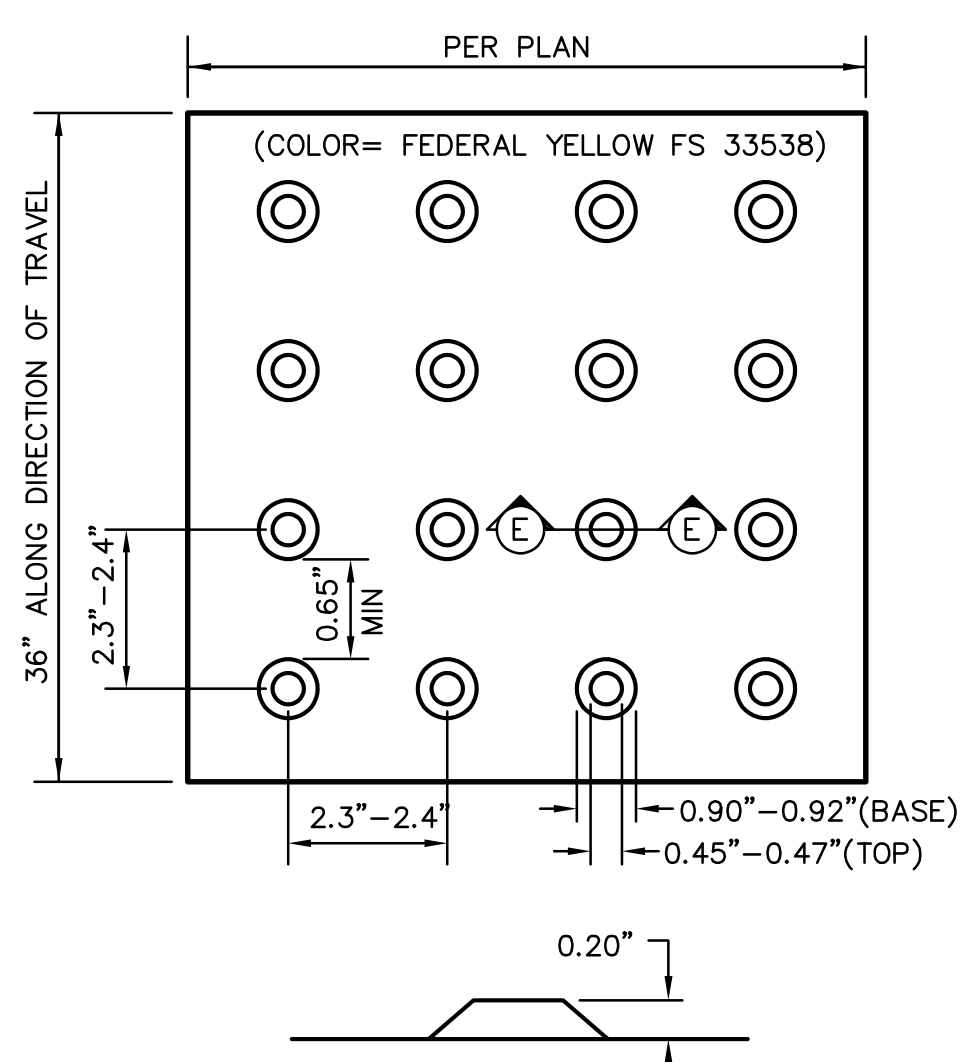 PER PLAN
(COLOR= FEDERAL YELLOW FS 33538)
36” ALONG DIRECTION OF TRAVEL
E
E
2.3”–2.4”
0.65”
MIN
2.3”–2.4”
0.90”–0.92”(BASE)
0.45”–0.47”(TOP)
0.20”